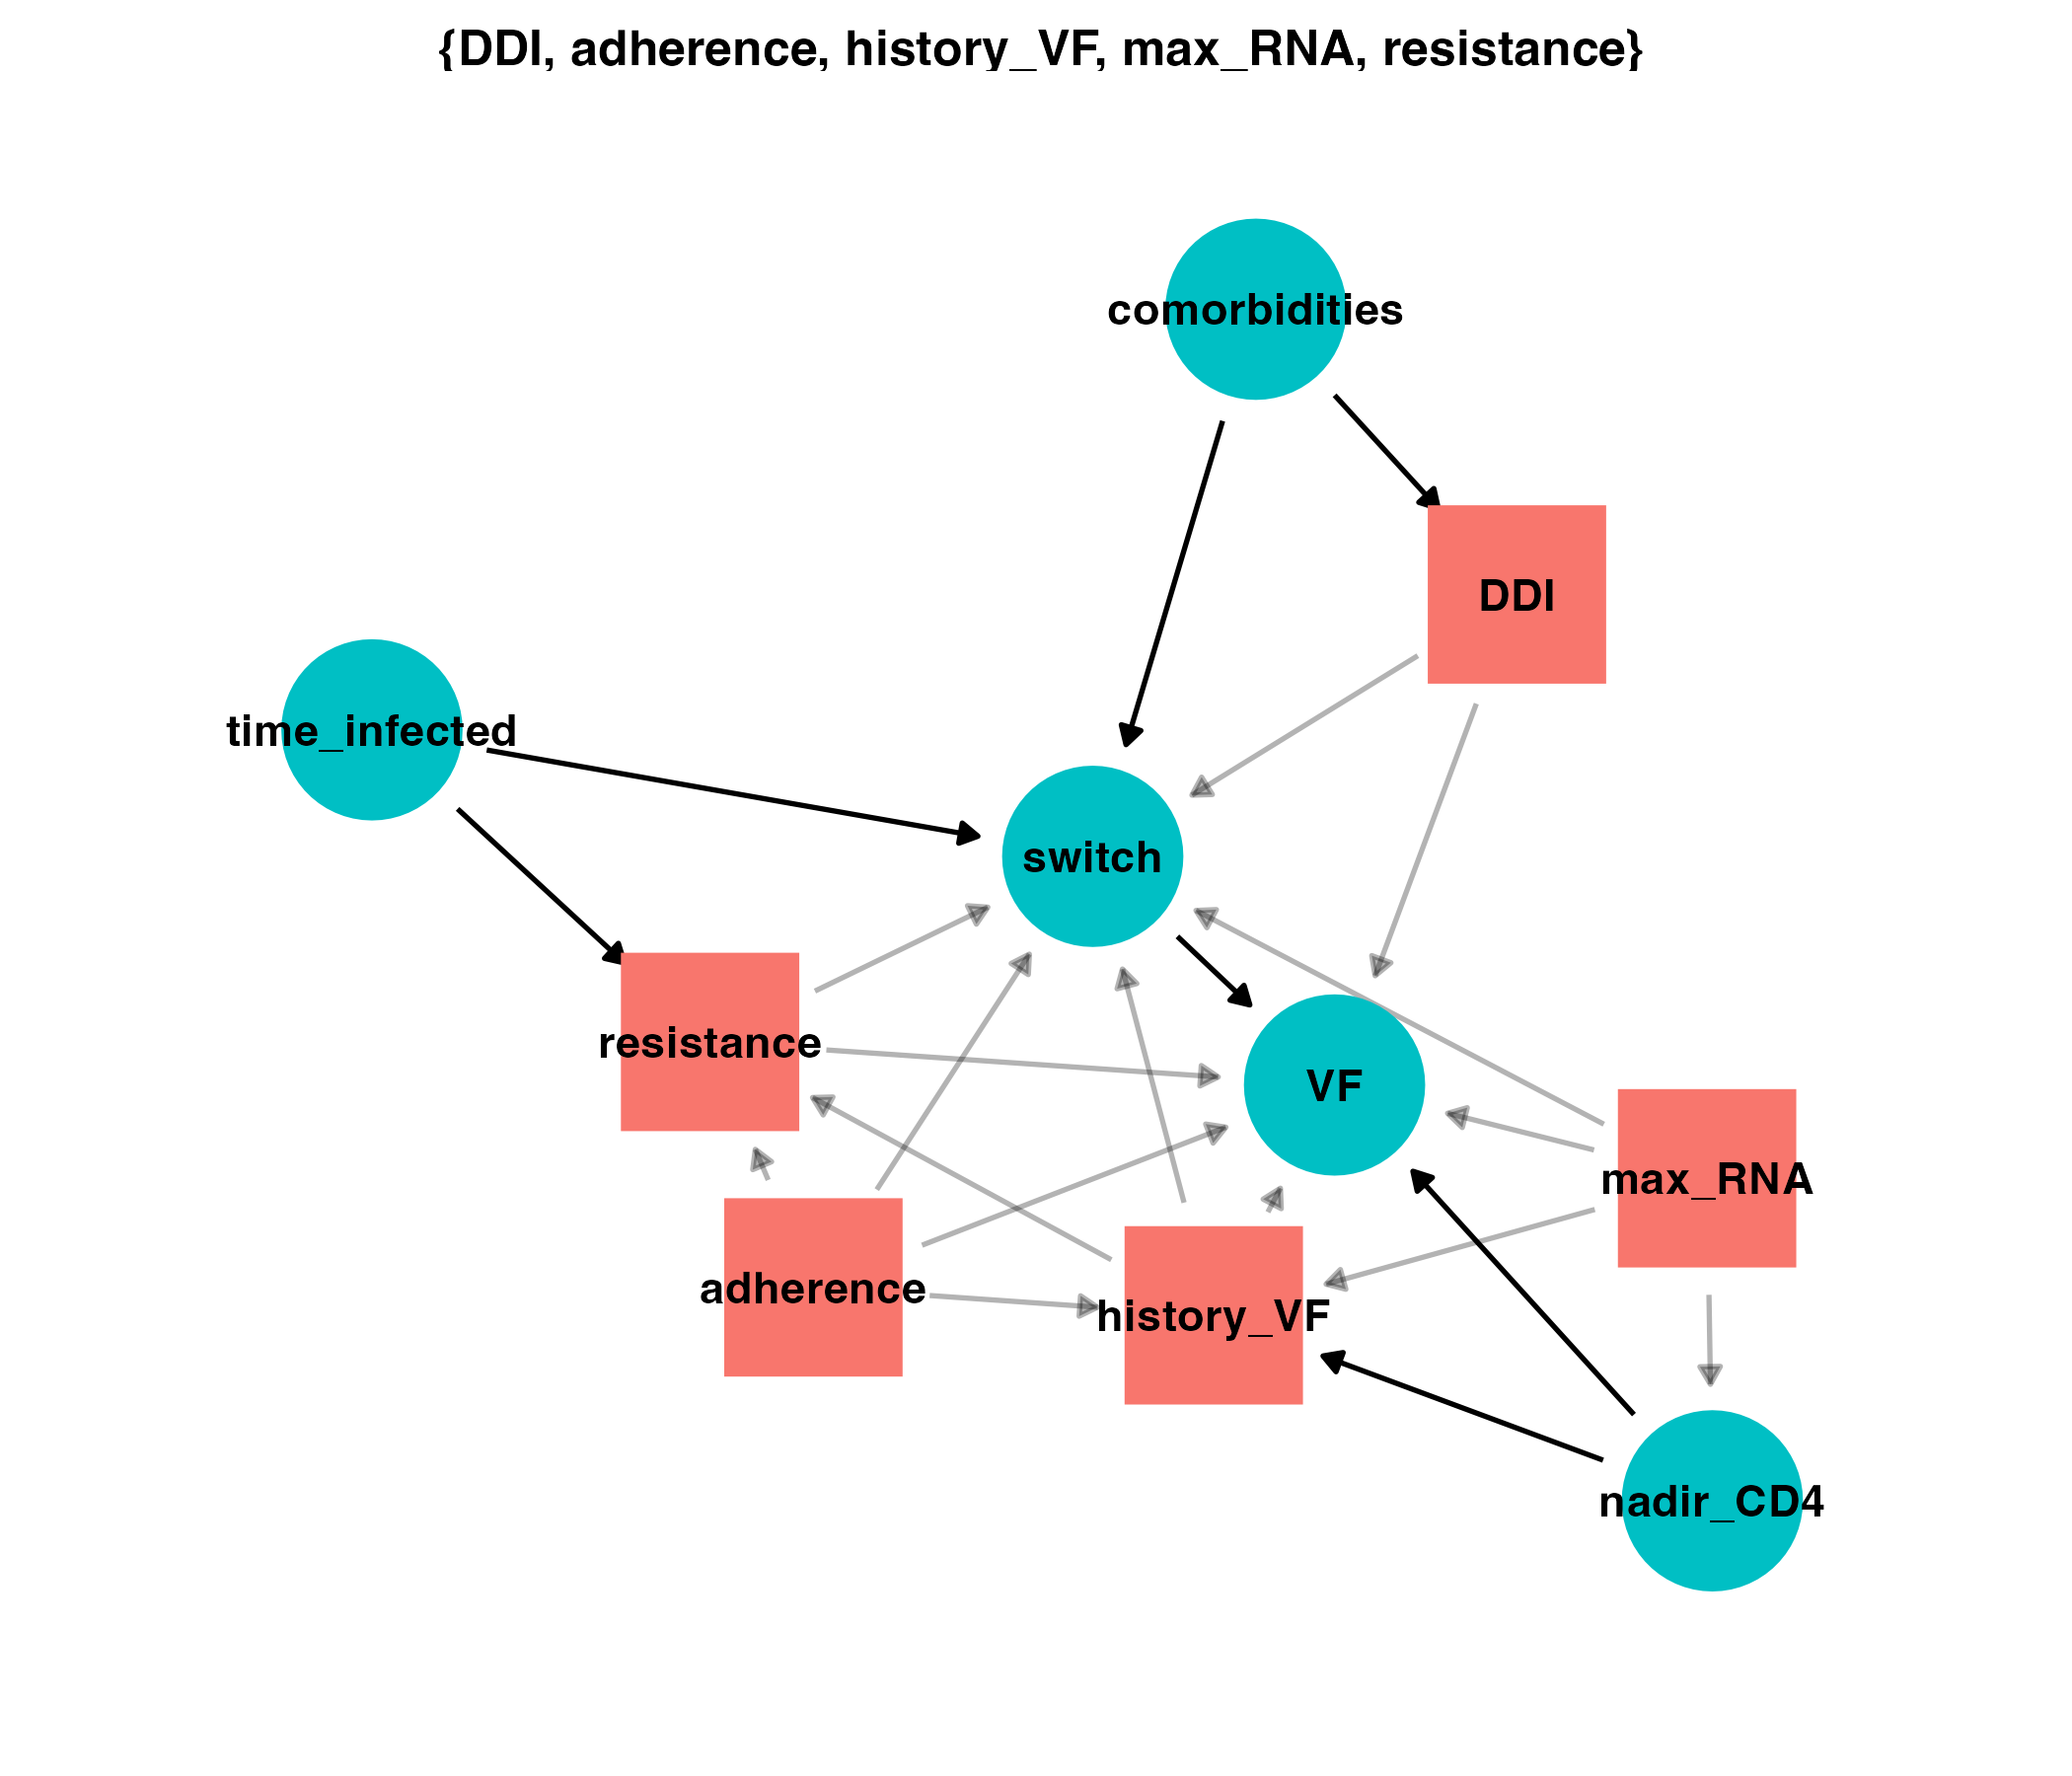 {DDI, adherence, history_VF, max_RNA, resistance}
comorbidities
DDI
time_infected
switch
resistance
VF
max_RNA
adherence
history_VF
nadir_CD4